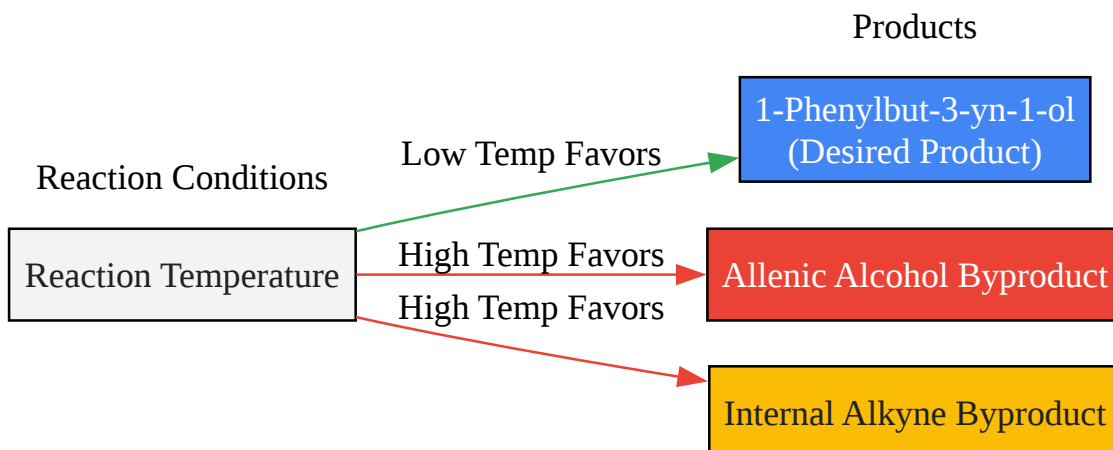 Products
1-Phenylbut-3-yn-1-ol
(Desired Product)
Low Temp Favors
Reaction Conditions
Reaction Temperature
High Temp Favors
Allenic Alcohol Byproduct
High Temp Favors
Internal Alkyne Byproduct